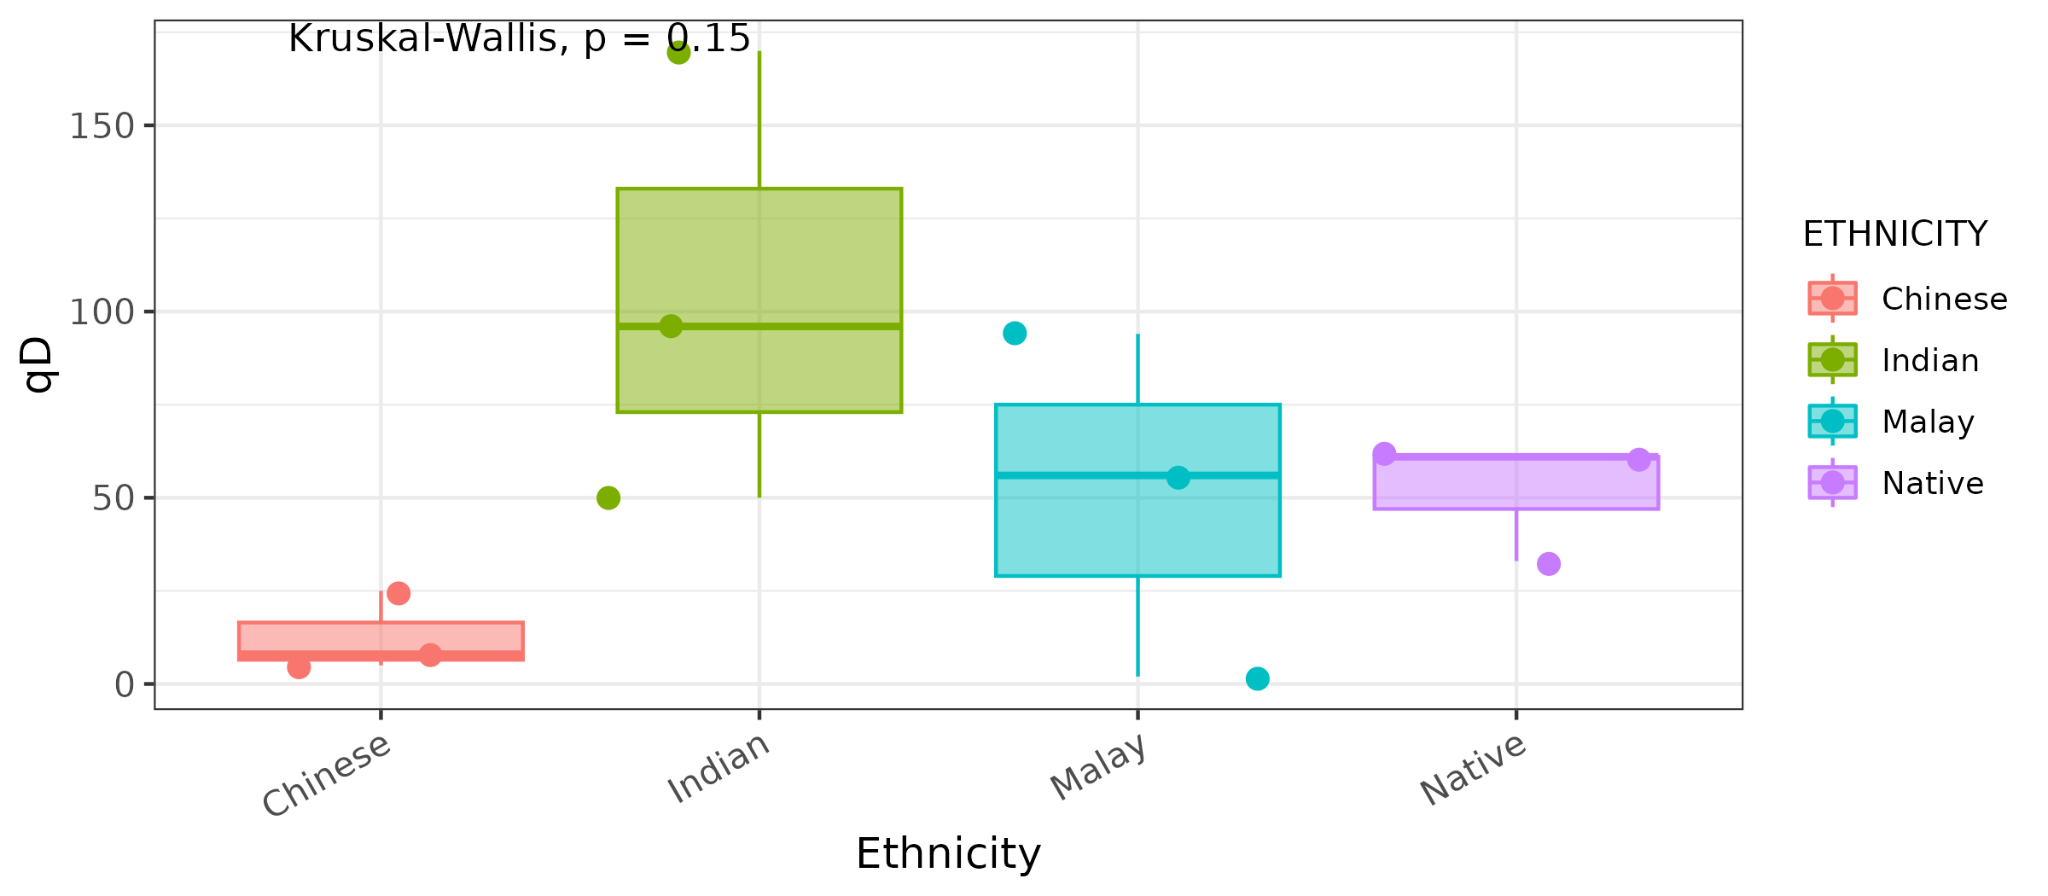 Kruskal-Wallis, p = 0.15
qD
150
100
50
0
Chinese
Indian
Malay
Native
Ethnicity
ETHNICITY
Chinese
Indian
Malay
Native